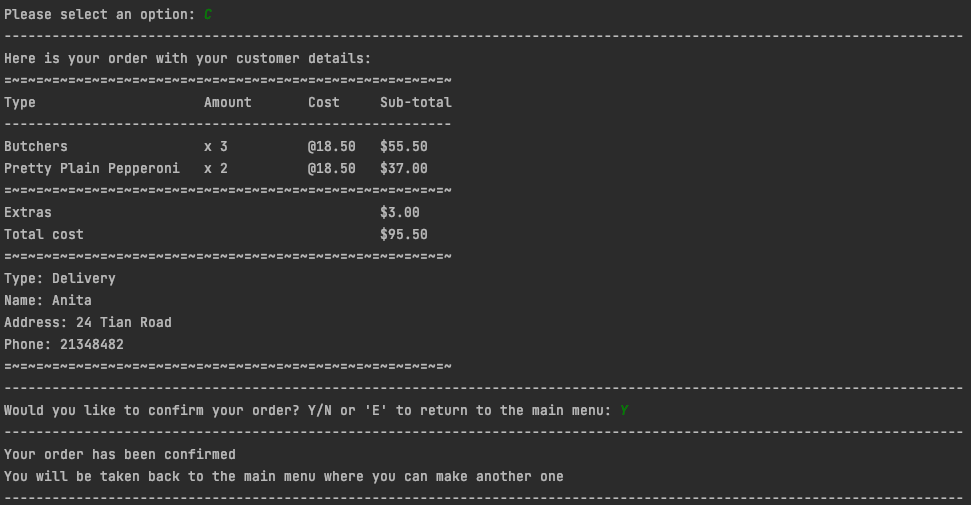 Please select an option: C
------------------------------------------------------------------------------------------------------------------------
Here is your order with your customer details:
=~=~=~=~=~=~=~=~=~=~=~=~=~=~=~=~=~=~=~=~=~=~=~=~=~=~=~=~
Type                     Amount       Cost     Sub-total
--------------------------------------------------------
Butchers                 x 3          @18.50   $55.50
Pretty Plain Pepperoni   x 2          @18.50   $37.00
=~=~=~=~=~=~=~=~=~=~=~=~=~=~=~=~=~=~=~=~=~=~=~=~=~=~=~=~
Extras                                         $3.00
Total cost                                     $95.50
=~=~=~=~=~=~=~=~=~=~=~=~=~=~=~=~=~=~=~=~=~=~=~=~=~=~=~=~
Type: Delivery
Name: Anita
Address: 24 Tian Road
Phone: 21348482
=~=~=~=~=~=~=~=~=~=~=~=~=~=~=~=~=~=~=~=~=~=~=~=~=~=~=~=~
------------------------------------------------------------------------------------------------------------------------
Would you like to confirm your order? Y/N or 'E' to return to the main menu: Y
------------------------------------------------------------------------------------------------------------------------
Your order has been confirmed
You will be taken back to the main menu where you can make another one
------------------------------------------------------------------------------------------------------------------------